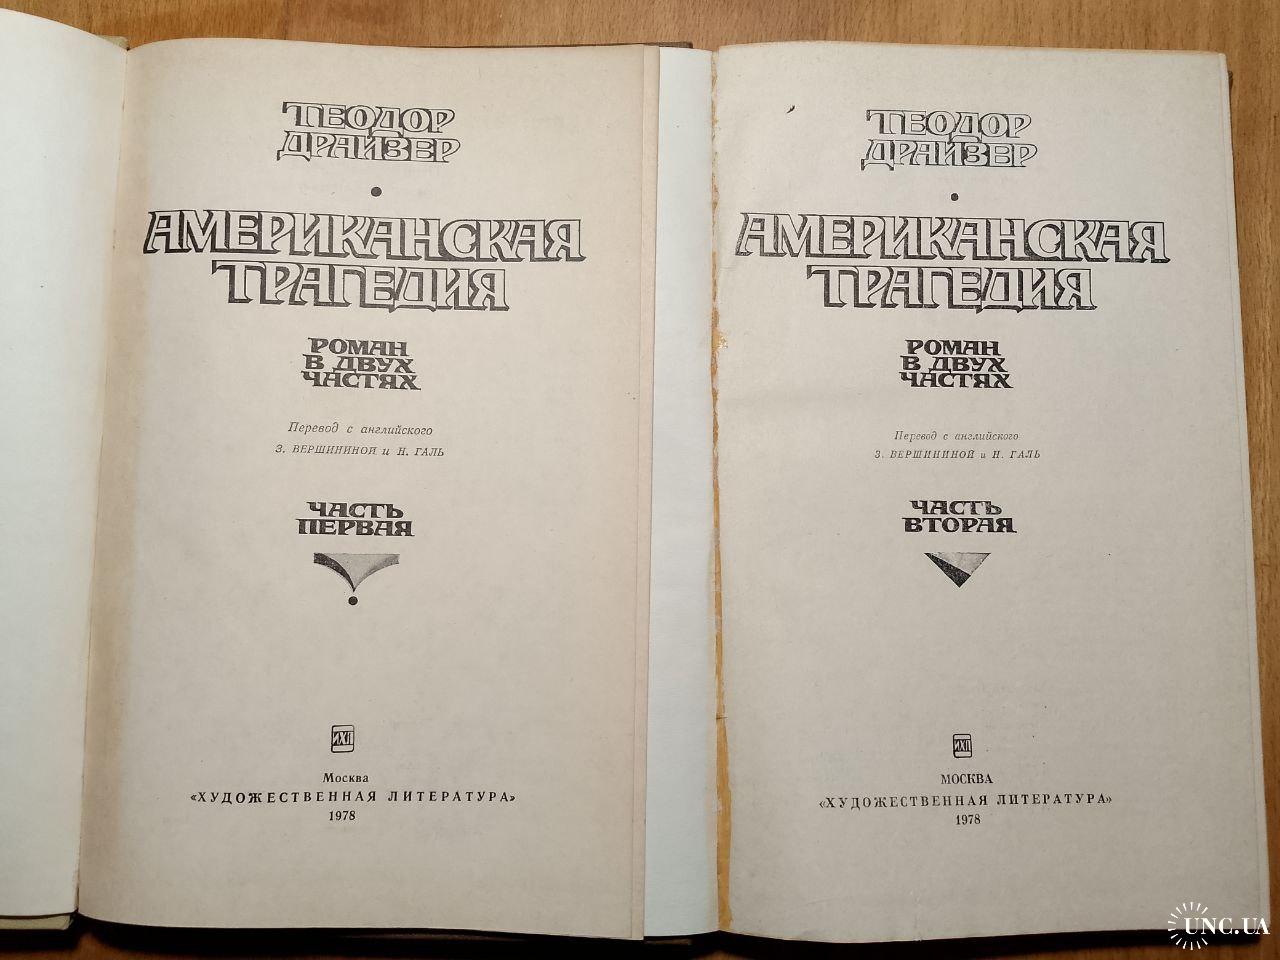 ТЕОДОР
ДРАЙЗЕР
АМЕРИКАНСКАЯ
ТРАГЕДИЯ
РОМАН
В ДВУХ
ЧАСТЯХ
Перевод с английского
З. ВЕРШИНИНОЙ и Н. ГАЛЬ
ЧАСТЬ
ПЕРВАЯ
ИХЛ
Москва
«ХУДОЖЕСТВЕННАЯ ЛИТЕРАТУРА»
1978
ТЕОДОР
ДРАЙЗЕР
АМЕРИКАНСКАЯ
ТРАГЕДИЯ
РОМАН
В ДВУХ
ЧАСТЯХ
Перевод с английского
З. ВЕРШИНИНОЙ и Н. ГАЛЬ
ЧАСТЬ
ВТОРАЯ
ИХЛ
МОСКВА
«ХУДОЖЕСТВЕННАЯ ЛИТЕРАТУРА»
1978
UNC.UA